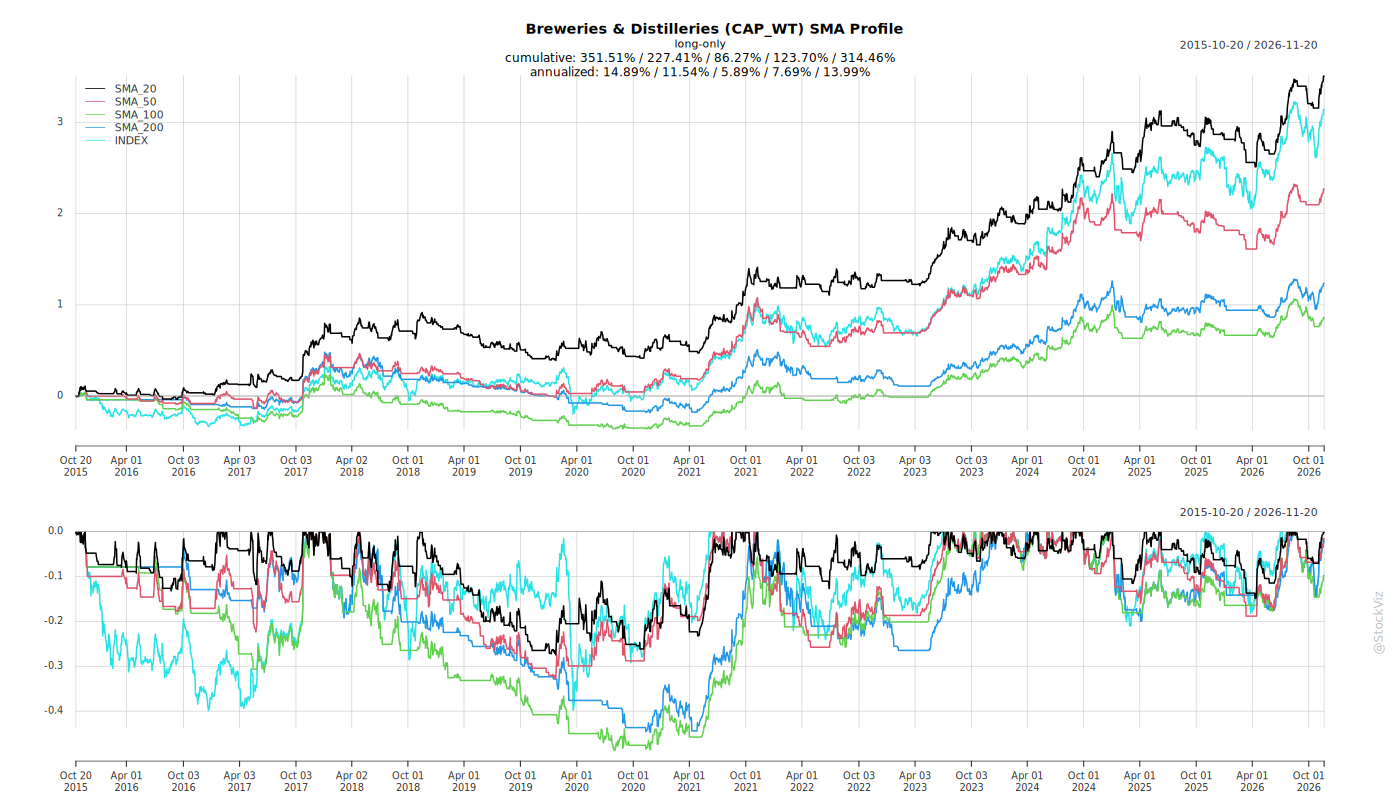 Breweries & Distilleries (CAP_WT) SMA Profile
long-only
cumulative: 351.51% / 227.41% / 86.27% / 123.70% / 314.46%
annualized: 14.89% / 11.54% / 5.89% / 7.69% / 13.99%
2015-10-20 / 2026-11-20
SMA_20
SMA_50
SMA_100
SMA_200
INDEX
3
2
1
0
Oct 20 Apr 01 Oct 03 Apr 03 Oct 03 Apr 02 Oct 01 Apr 01 Oct 01 Apr 01 Oct 01 Apr 01 Oct 01 Apr 01 Oct 03 Apr 03 Oct 03 Apr 01 Oct 01 Apr 01 Oct 01 Apr 01 Oct 01
2015 2016 2016 2017 2017 2018 2018 2019 2019 2020 2020 2021 2021 2022 2022 2023 2023 2024 2024 2025 2025 2026 2026
2015-10-20 / 2026-11-20
0.0
-0.1
-0.2
-0.3
-0.4
Oct 20 Apr 01 Oct 03 Apr 03 Oct 03 Apr 02 Oct 01 Apr 01 Oct 01 Apr 01 Oct 01 Apr 01 Oct 01 Apr 01 Oct 03 Apr 03 Oct 03 Apr 01 Oct 01 Apr 01 Oct 01 Apr 01 Oct 01
2015 2016 2016 2017 2017 2018 2018 2019 2019 2020 2020 2021 2021 2022 2022 2023 2023 2024 2024 2025 2025 2026 2026
@StockViz